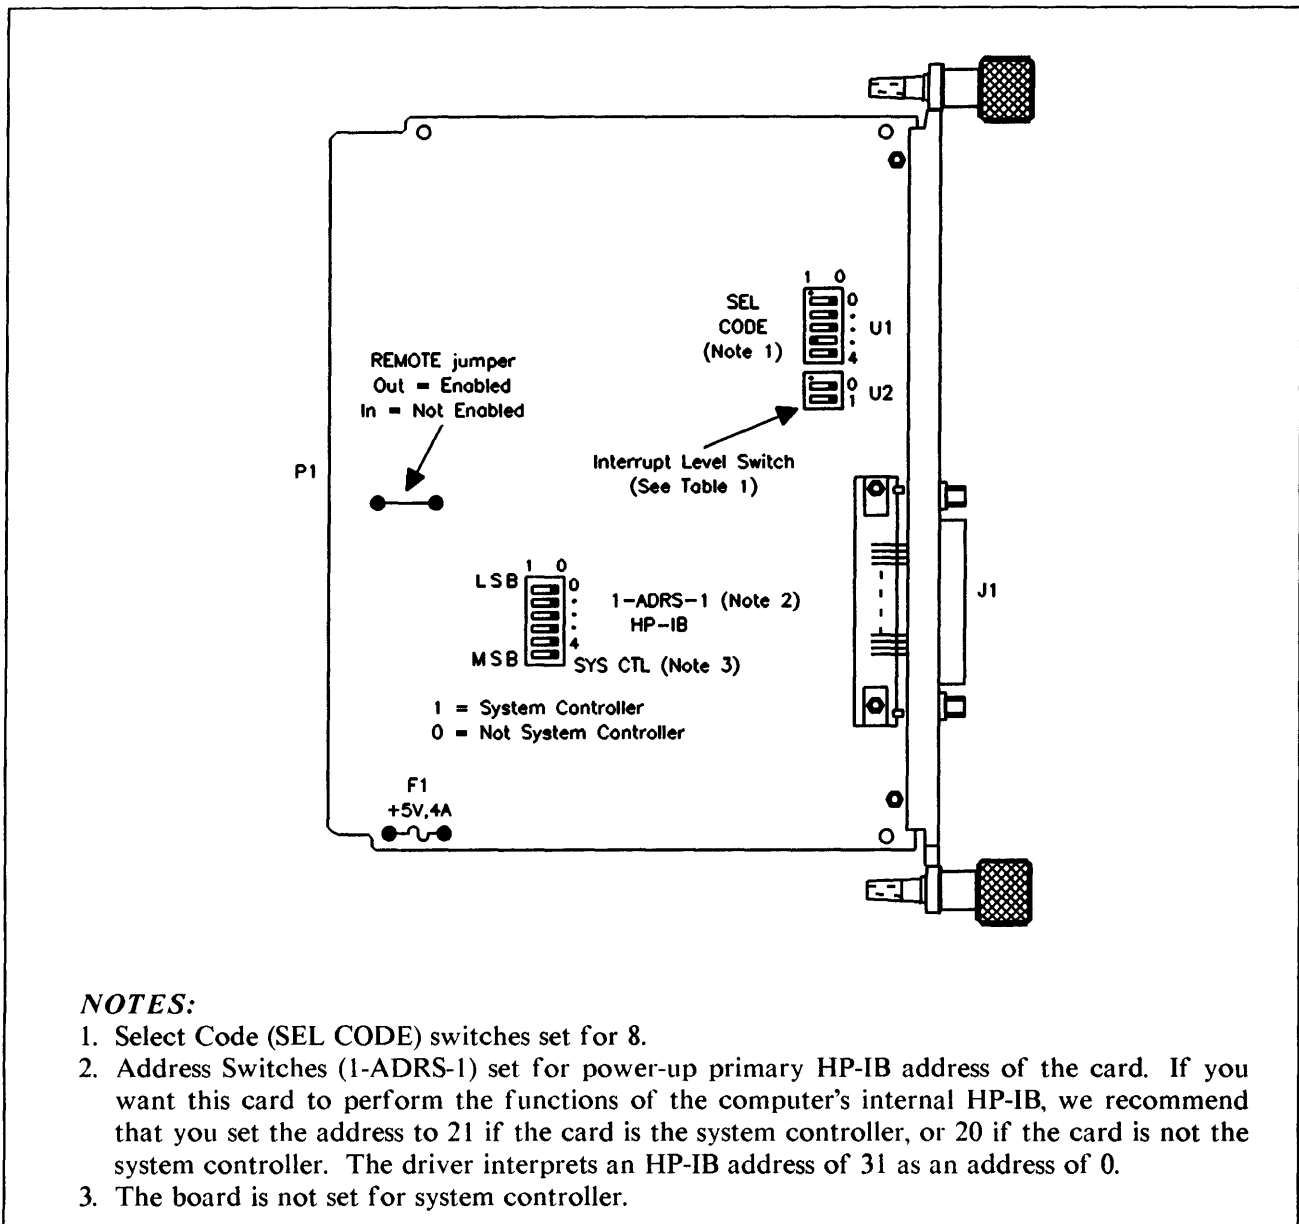 1 0
SEL
CODE
(Note 1)
0
4
U1
0
1
U2
REMOTE jumper
Out = Enabled
In = Not Enabled
P1
Interrupt Level Switch
(See Table 1)
1 0
LSB
0
4
MSB
1-ADRS-1 (Note 2)
HP-IB
SYS CTL (Note 3)
J1
1 = System Controller
0 = Not System Controller
F1
+5V,4A
NOTES:
1. Select Code (SEL CODE) switches set for 8.
2. Address Switches (1-ADRS-1) set for power-up primary HP-IB address of the card. If you
want this card to perform the functions of the computer's internal HP-IB, we recommend
that you set the address to 21 if the card is the system controller, or 20 if the card is not the
system controller. The driver interprets an HP-IB address of 31 as an address of 0.
3. The board is not set for system controller.